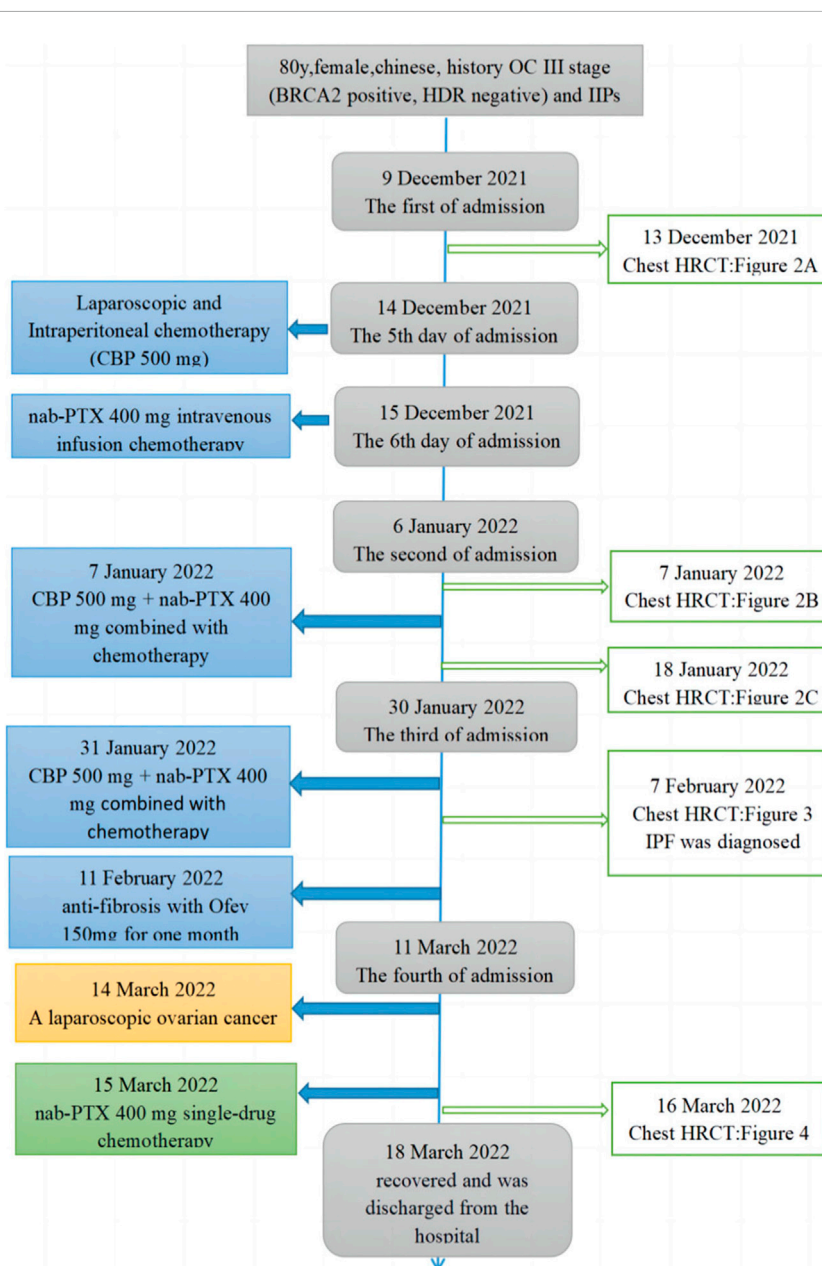 80y,female,chinese, history OC III stage
(BRCA2 positive, HDR negative) and IIPs
9 December 2021
The first of admission
13 December 2021
Chest HRCT:Figure 2A
Laparoscopic and
Intraperitoneal chemotherapy
(CBP 500 mg)
14 December 2021
The 5th day of admission
nab-PTX 400 mg intravenous
infusion chemotherapy
15 December 2021
The 6th day of admission
6 January 2022
The second of admission
7 January 2022
CBP 500 mg + nab-PTX 400
mg combined with
chemotherapy
7 January 2022
Chest HRCT:Figure 2B
18 January 2022
Chest HRCT:Figure 2C
30 January 2022
The third of admission
31 January 2022
CBP 500 mg + nab-PTX 400
mg combined with
chemotherapy
7 February 2022
Chest HRCT:Figure 3
IPF was diagnosed
11 February 2022
anti-fibrosis with Ofev
150mg for one month
11 March 2022
The fourth of admission
14 March 2022
A laparoscopic ovarian cancer
15 March 2022
nab-PTX 400 mg single-drug
chemotherapy
16 March 2022
Chest HRCT:Figure 4
18 March 2022
recovered and was
discharged from the
hospital